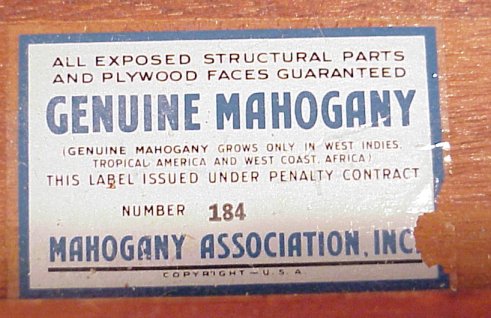 ALL EXPOSED STRUCTURAL PARTS
AND PLYWOOD FACES GUARANTEED
GENUINE MAHOGANY
(GENUINE MAHOGANY GROWS ONLY IN WEST INDIES,
TROPICAL AMERICA AND WEST COAST, AFRICA)
THIS LABEL ISSUED UNDER PENALTY CONTRACT
NUMBER 184
MAHOGANY ASSOCIATION, INC.
COPYRIGHT—U.S.A.